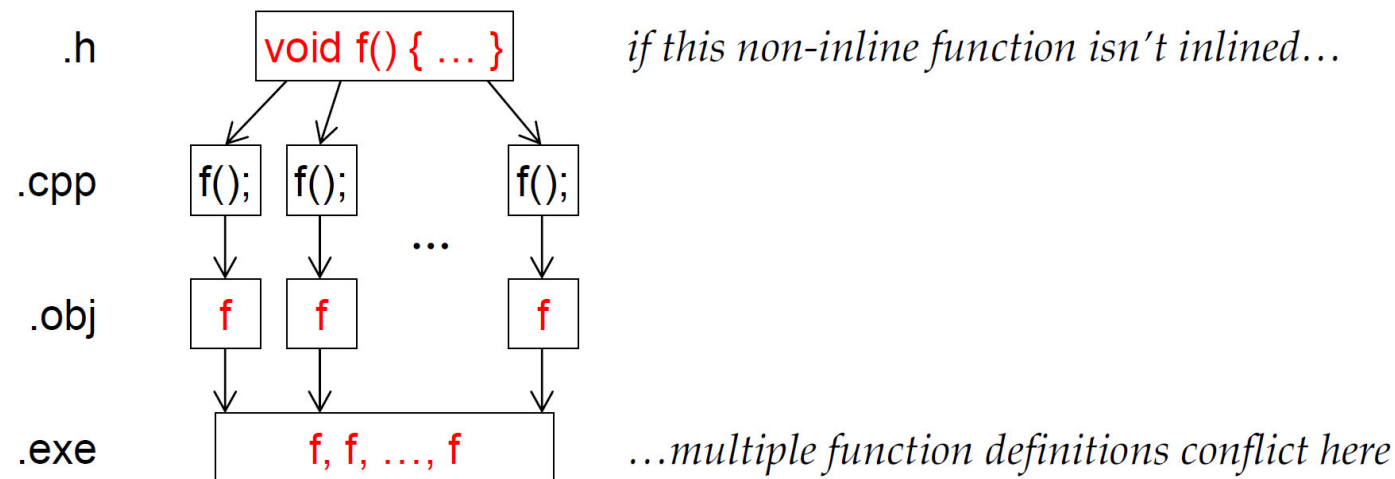 .h void f() { … } if this non-inline function isn’t inlined…
.cpp f(); f(); f();
…
.obj f f f
.exe f, f, …, f …multiple function definitions conflict here